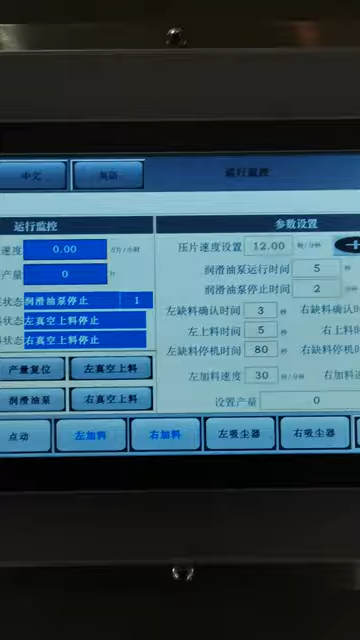 中文 英语 运行监控
运行监控 参数设置
速度 0.00 万片/小时 压片速度设置 12.00 转/分钟
产量 0 片 润滑油泵运行时间 5 秒
状态 润滑油泵停止 1 润滑油泵停止时间 2 分钟
状态 左真空上料停止 左缺料确认时间 3 秒 右缺料确认时
状态 右真空上料停止 左上料时间 5 秒 右上料时
左缺料停机时间 80 秒 右缺料停机时
产量复位 左真空上料 左加料速度 30 转/分钟 右加料速
润滑油泵 右真空上料 设置产量 0
点动 左加料 右加料 左吸尘器 右吸尘器